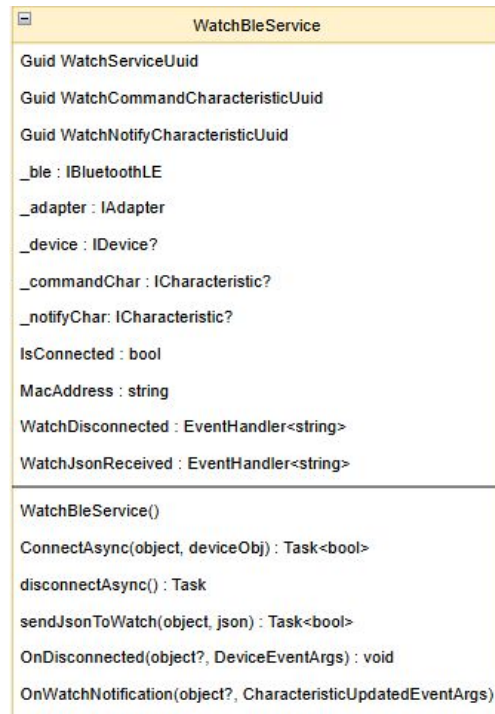 WatchBleService
Guid WatchServiceUuid
Guid WatchCommandCharacteristicUuid
Guid WatchNotifyCharacteristicUuid
_ble : IBluetoothLE
_adapter : IAdapter
_device : IDevice?
_commandChar : ICharacteristic?
_notifyChar: ICharacteristic?
IsConnected : bool
MacAddress : string
WatchDisconnected : EventHandler<string>
WatchJsonReceived : EventHandler<string>
WatchBleService()
ConnectAsync(object, deviceObj) : Task<bool>
disconnectAsync() : Task
sendJsonToWatch(object, json) : Task<bool>
OnDisconnected(object?, DeviceEventArgs) : void
OnWatchNotification(object?, CharacteristicUpdatedEventArgs)